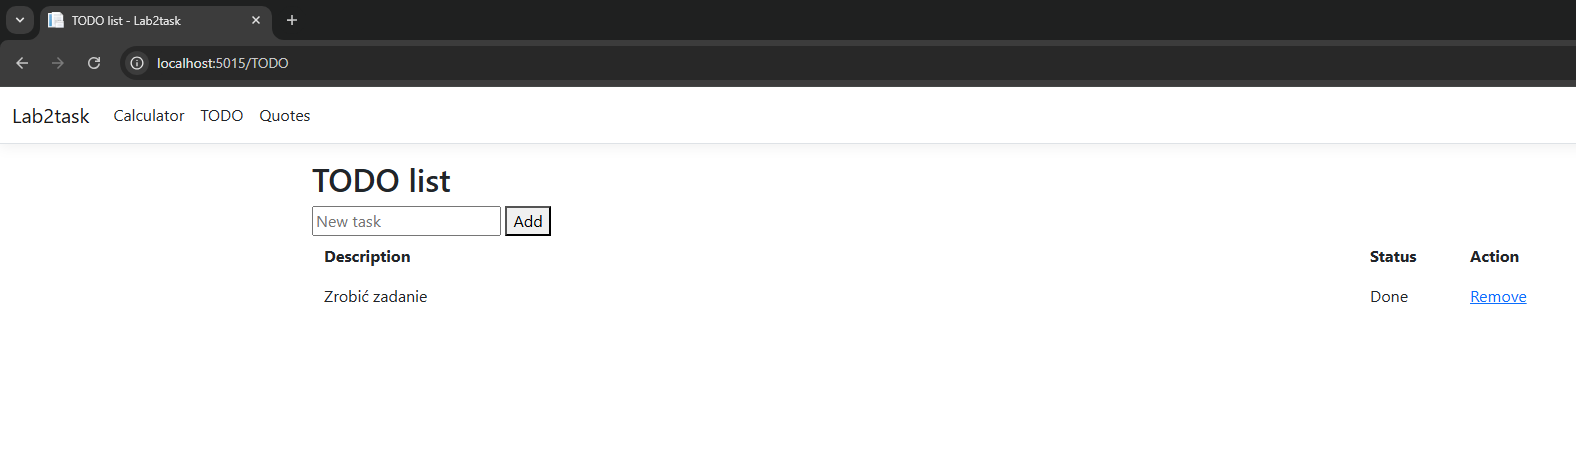 TODO list - Lab2task
localhost:5015/TODO
Lab2task Calculator TODO Quotes
TODO list
New task Add
Description Status Action
Zrobić zadanie Done Remove